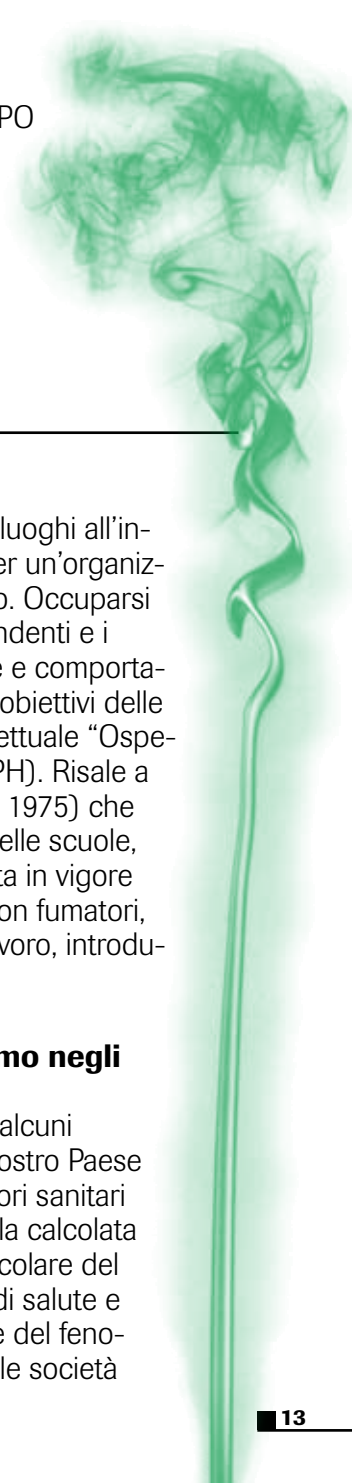 PO
luoghi all'in-
er un'organiz-
o. Occuparsi
ndenti e i
e e comporta-
obiettivi delle
ettuale “Ospe-
PH). Risale a
1975) che
elle scuole,
ta in vigore
on fumatori,
voro, introdu-
mo negli
alcuni
ostro Paese
ori sanitari
la calcolata
colare del
di salute e
e del feno-
le società
13